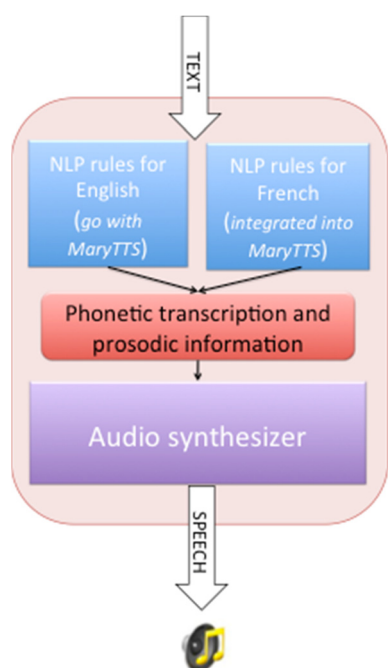 TEXT
NLP rules for
English
(go with
MaryTTS)
NLP rules for
French
(integrated into
MaryTTS)
Phonetic transcription and
prosodic information
Audio synthesizer
SPEECH